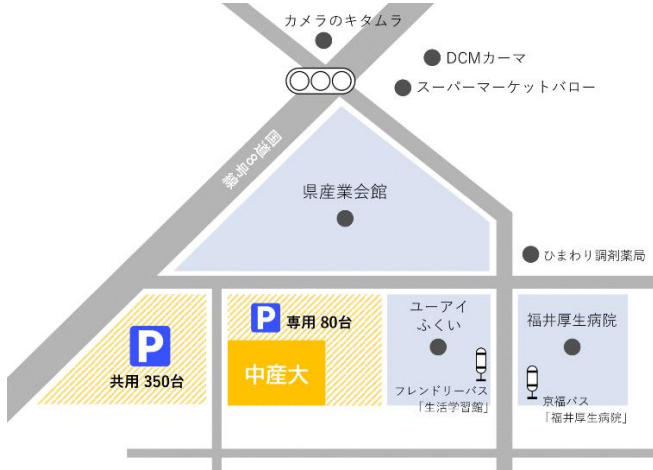 カメラのキタムラ
DCMカーマ
スーパーマーケットバロー
国道8号線
県産業会館
ひまわり調剤薬局
P
共用 350台
P 専用 80台
中産大
ユーアイ
ふくい
フレンドリーバス
「生活学習館」
福井厚生病院
京福バス
「福井厚生病院」